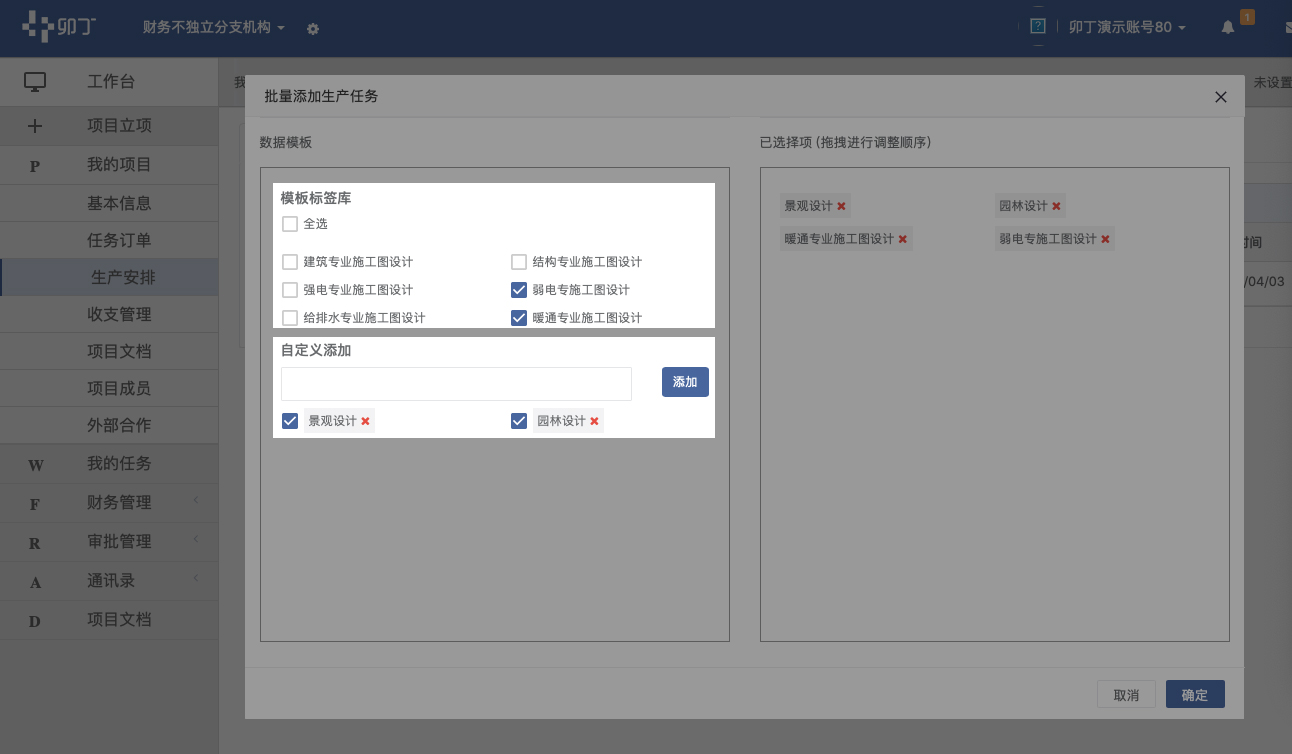 卯丁
财务不独立分支机构
?
卯丁演示账号80
1
工作台
项目立项
P 我的项目
基本信息
任务订单
生产安排
收支管理
项目文档
项目成员
外部合作
W 我的任务
F 财务管理
R 审批管理
A 通讯录
D 项目文档
我
未设置
时间
/04/03
批量添加生产任务
数据模板
模板标签库
全选
建筑专业施工图设计 结构专业施工图设计
强电专业施工图设计 弱电专施工图设计
给排水专业施工图设计 暖通专业施工图设计
自定义添加
添加
景观设计 园林设计
已选择项 (拖拽进行调整顺序)
景观设计 园林设计
暖通专业施工图设计 弱电专施工图设计
取消 确定